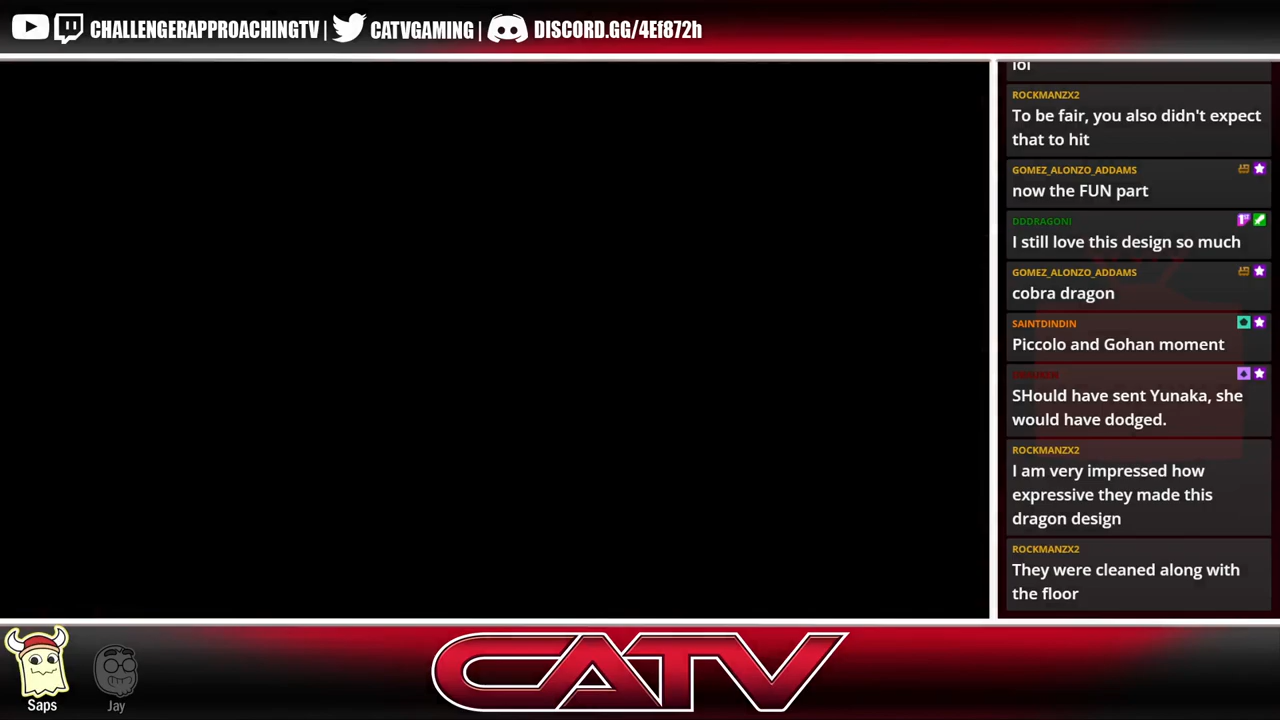 CHALLENGERAPPROACHINGTV | CATVGAMING | DISCORD.GG/4Ef872h
lol
ROCKMANZX2
To be fair, you also didn't expect
that to hit
GOMEZ_ALONZO_ADDAMS
now the FUN part
DDDRAGONI
I still love this design so much
GOMEZ_ALONZO_ADDAMS
cobra dragon
SAINTDINDIN
Piccolo and Gohan moment
SHould have sent Yunaka, she
would have dodged.
ROCKMANZX2
I am very impressed how
expressive they made this
dragon design
ROCKMANZX2
They were cleaned along with
the floor
CATV
Saps
Jay